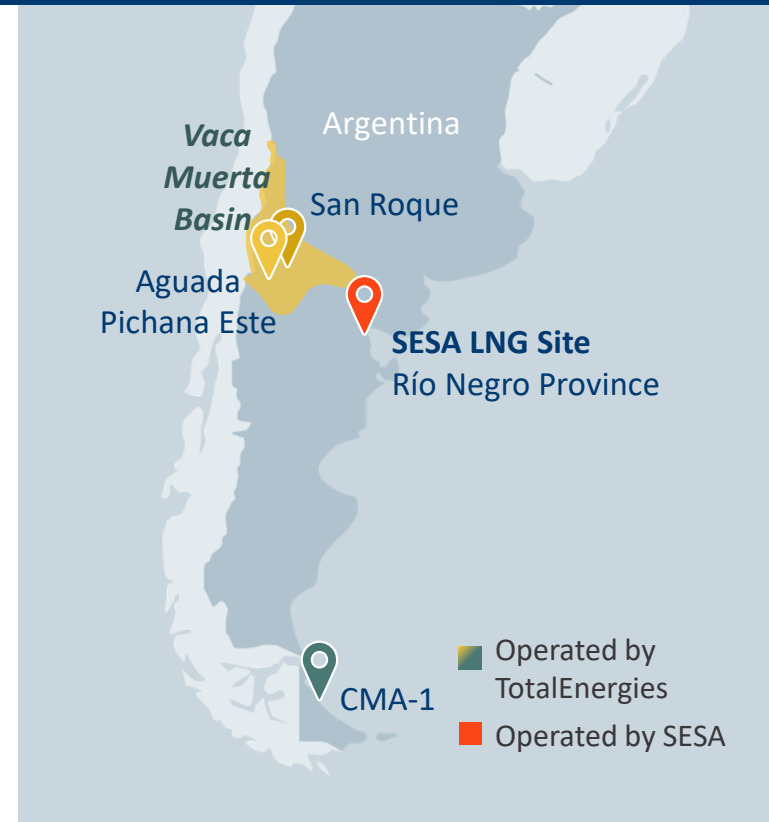 Argentina
Vaca
Muerta
Basin
San Roque
Aguada
Pichana Este
SESA LNG Site
Río Negro Province
CMA-1
Operated by
TotalEnergies
Operated by SESA